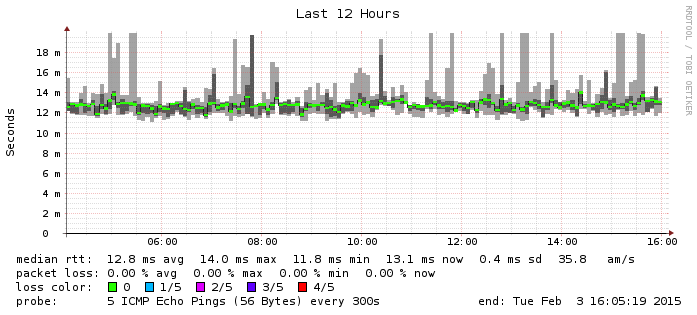 Last 12 Hours
RRDTOOL / TOBI OETIKER
Seconds
18 m
16 m
14 m
12 m
10 m
8 m
6 m
4 m
2 m
0
06:00 08:00 10:00 12:00 14:00 16:00
median rtt: 12.8 ms avg 14.0 ms max 11.8 ms min 13.1 ms now 0.4 ms sd 35.8 am/s
packet loss: 0.00 % avg 0.00 % max 0.00 % min 0.00 % now
loss color: 0 1/5 2/5 3/5 4/5
probe: 5 ICMP Echo Pings (56 Bytes) every 300s end: Tue Feb 3 16:05:19 2015